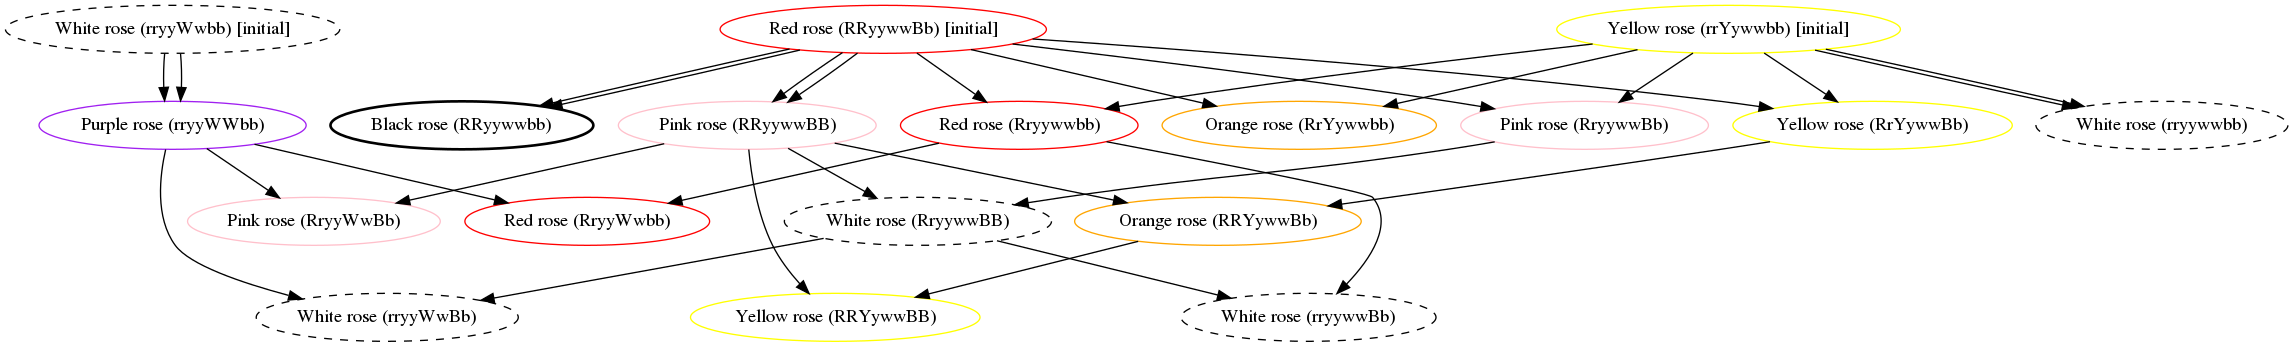 White rose (rryyWwbb) [initial]
Red rose (RRyywwBb) [initial]
Yellow rose (rrYywwbb) [initial]
Purple rose (rryyWWbb)
Black rose (RRyywwbb)
Pink rose (RRyywwBB)
Red rose (Rryywwbb)
Orange rose (RrYywwbb)
Pink rose (RryywwBb)
Yellow rose (RrYywwBb)
White rose (rryywwbb)
Pink rose (RryyWwBb)
Red rose (RryyWwbb)
White rose (RryywwBB)
Orange rose (RRYywwBb)
White rose (rryyWwBb)
Yellow rose (RRYywwBB)
White rose (rryywwBb)